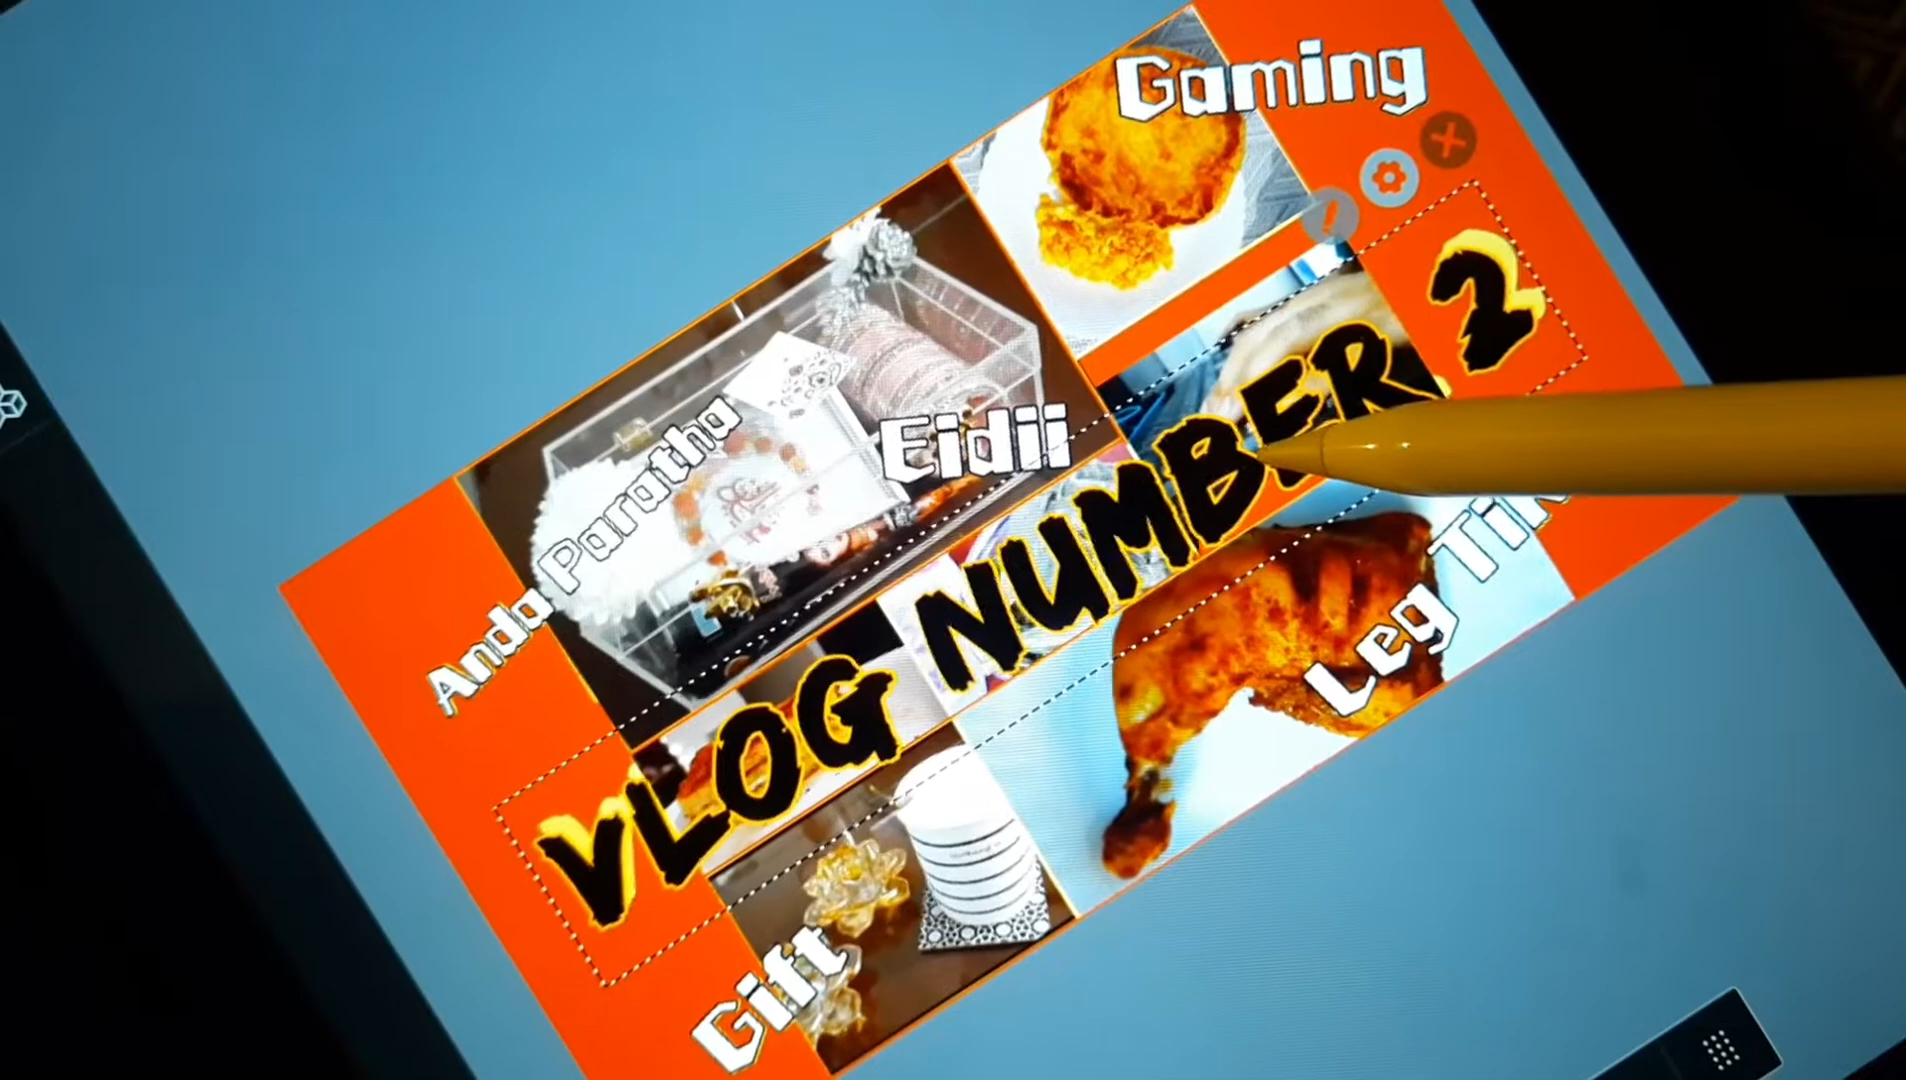 Gaming
Eidii
Anda Paratha
VLOG NUMBER 2
Leg
Gift